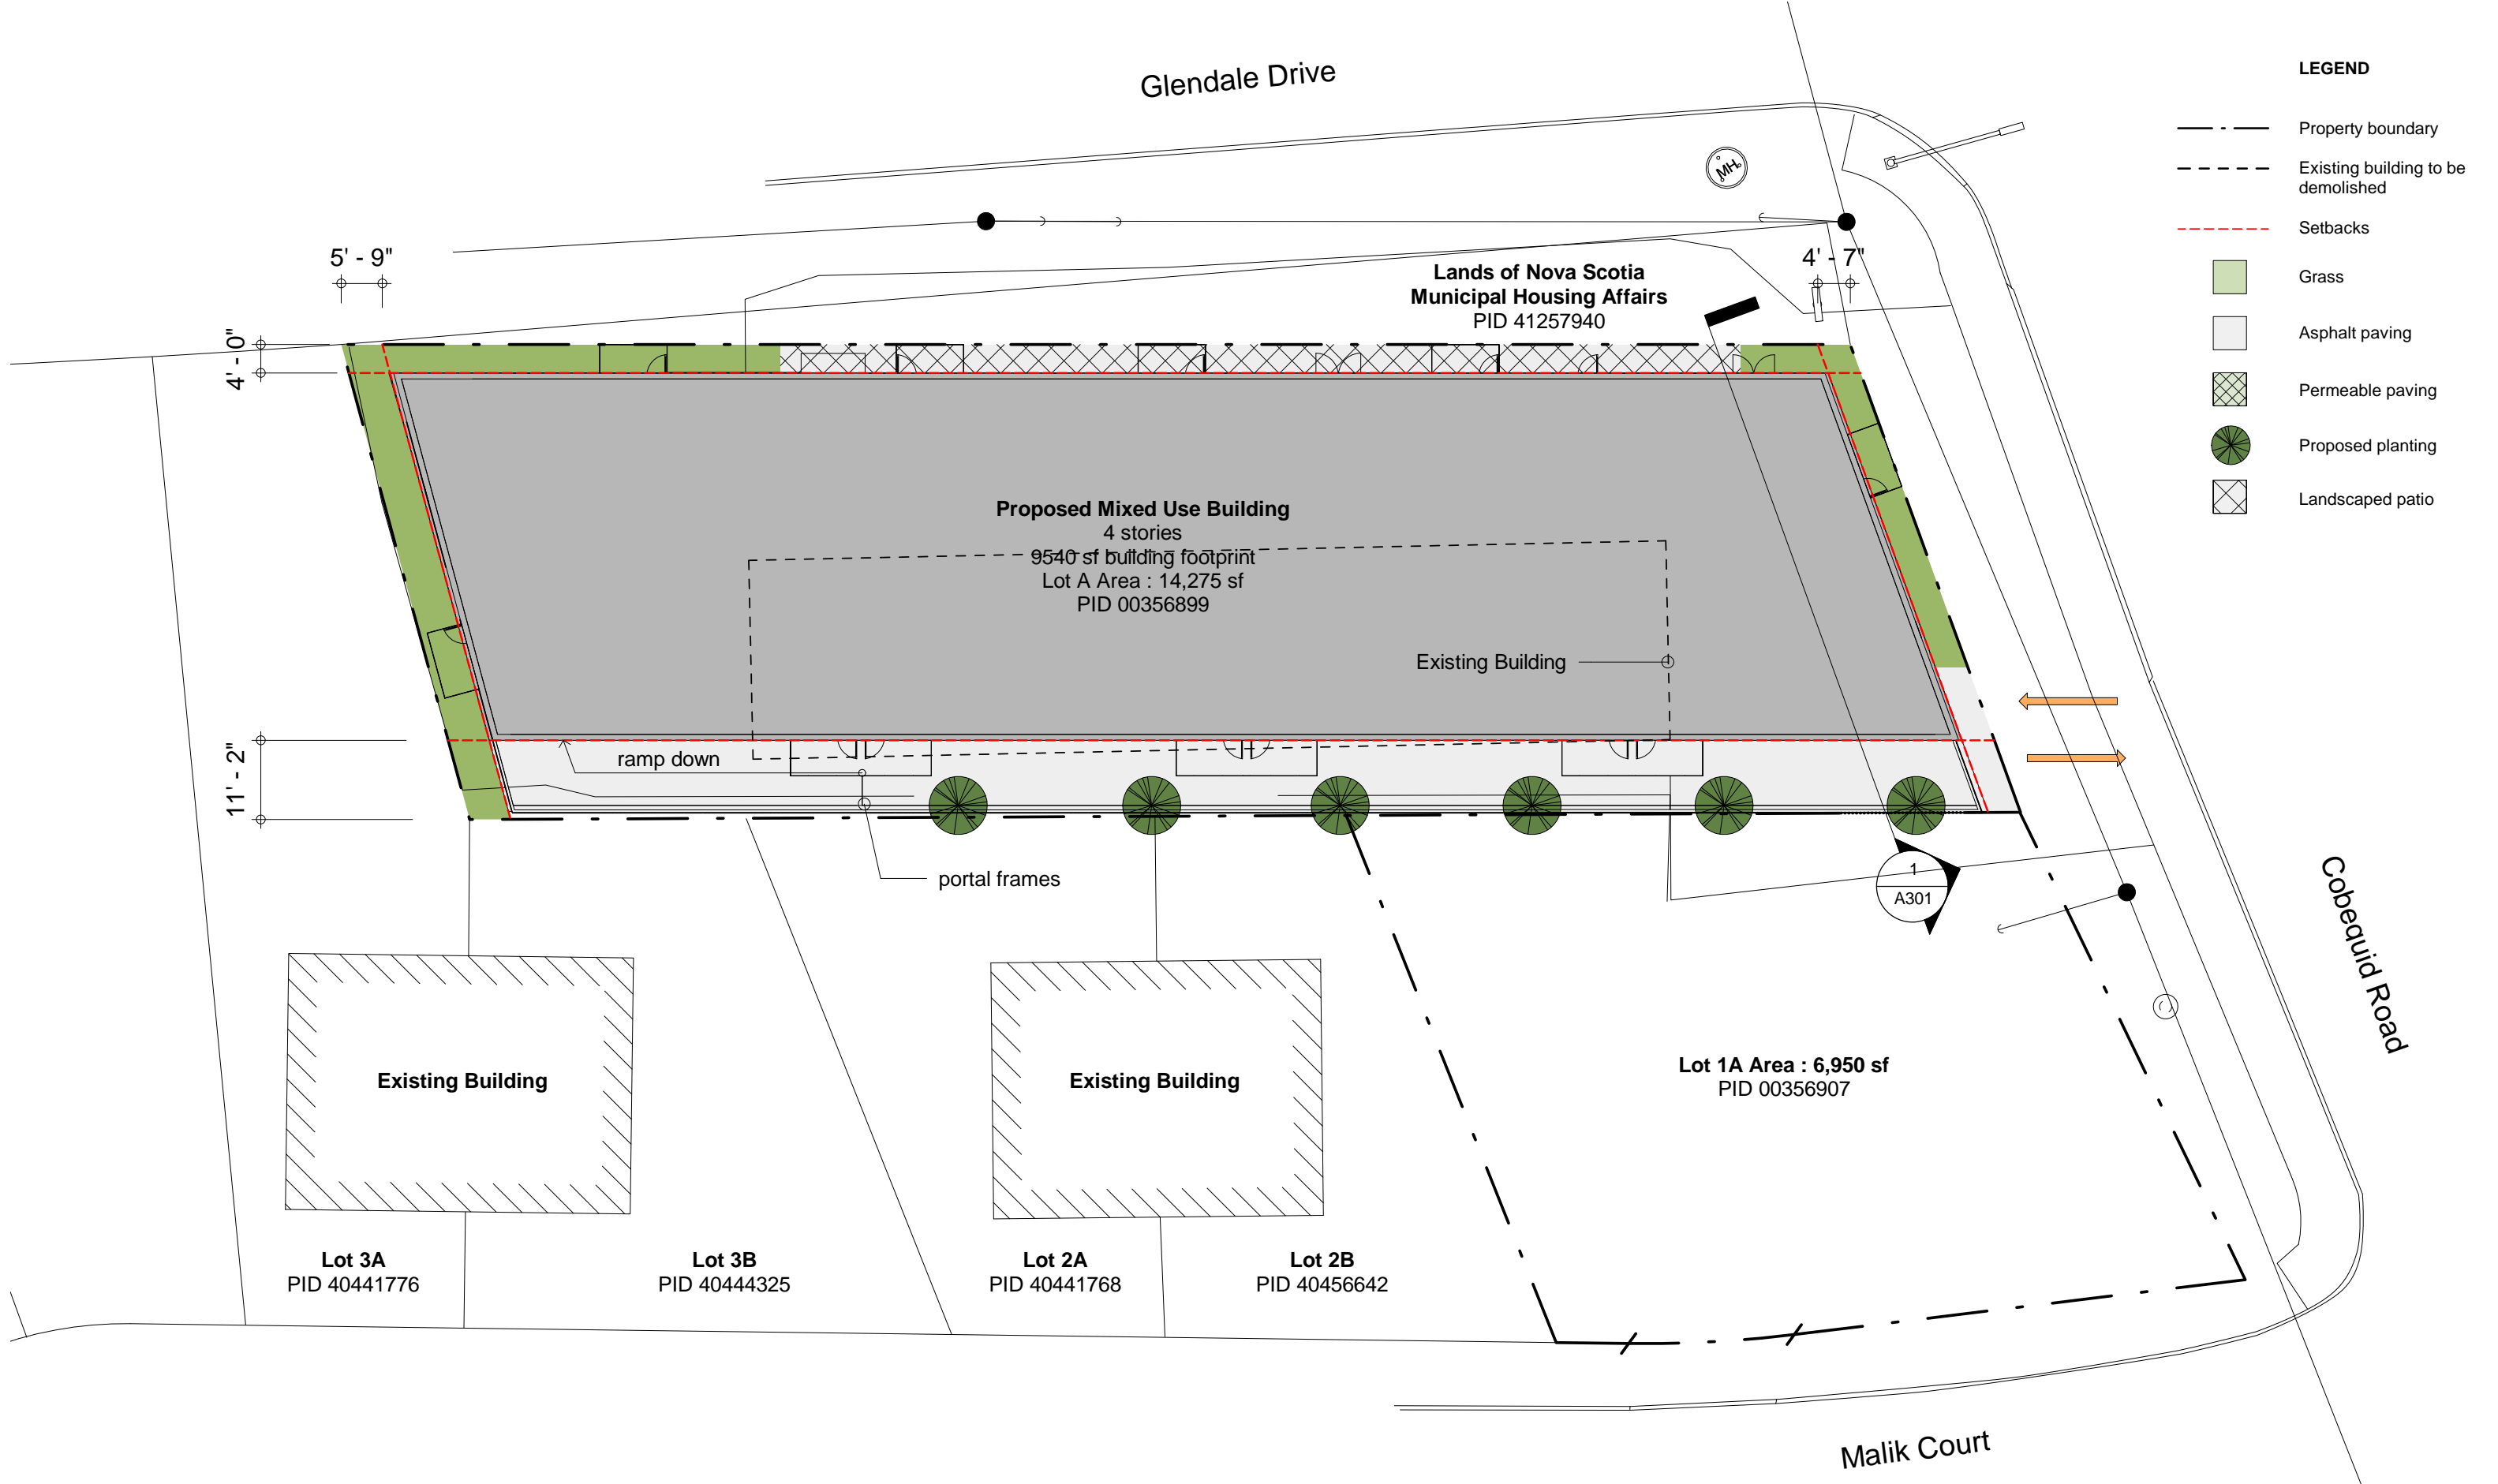 Glendale Drive
LEGEND
Property boundary
Existing building to be
demolished
Setbacks
Grass
Asphalt paving
Permeable paving
Proposed planting
Landscaped patio
MH
5' - 9"
4' - 7"
4' - 0"
11' - 2"
Lands of Nova Scotia
Municipal Housing Affairs
PID 41257940
Proposed Mixed Use Building
4 stories
9540 sf building footprint
Lot A Area : 14,275 sf
PID 00356899
Existing Building
ramp down
portal frames
1
A301
Cobequid Road
Existing Building
Existing Building
Lot 1A Area : 6,950 sf
PID 00356907
Lot 3A
PID 40441776
Lot 3B
PID 40444325
Lot 2A
PID 40441768
Lot 2B
PID 40456642
Malik Court